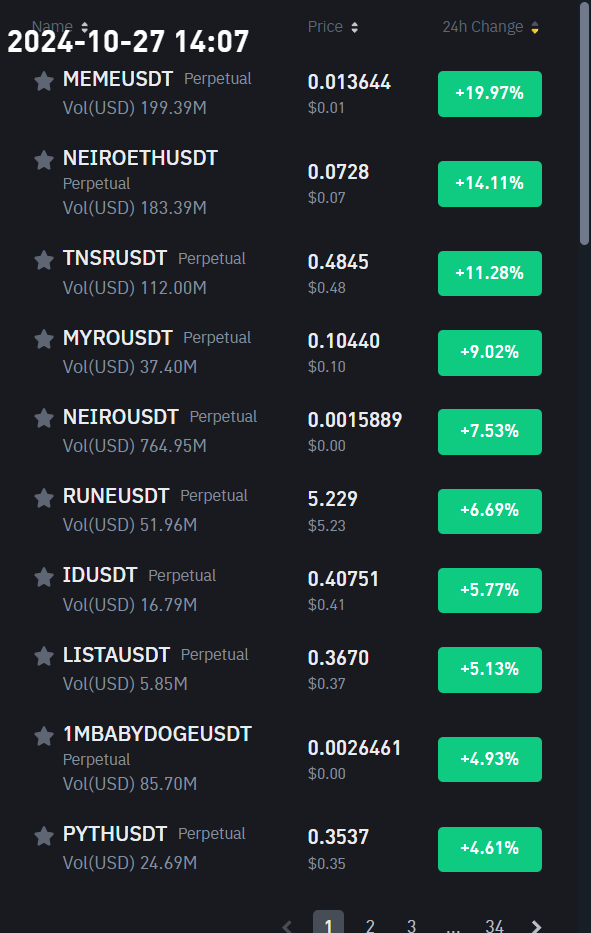 Name Price 24h Change
2024-10-27 14:07
MEMEUSDT Perpetual 0.013644 +19.97%
Vol(USD) 199.39M $0.01
NEIROETHUSDT 0.0728 +14.11%
Perpetual $0.07
Vol(USD) 183.39M
TNSRUSDT Perpetual 0.4845 +11.28%
Vol(USD) 112.00M $0.48
MYROUSDT Perpetual 0.10440 +9.02%
Vol(USD) 37.40M $0.10
NEIROUSDT Perpetual 0.0015889 +7.53%
Vol(USD) 764.95M $0.00
RUNEUSDT Perpetual 5.229 +6.69%
Vol(USD) 51.96M $5.23
IDUSDT Perpetual 0.40751 +5.77%
Vol(USD) 16.79M $0.41
LISTAUSDT Perpetual 0.3670 +5.13%
Vol(USD) 5.85M $0.37
1MBABYDOGEUSDT 0.0026461 +4.93%
Perpetual $0.00
Vol(USD) 85.70M
PYTHUSDT Perpetual 0.3537 +4.61%
Vol(USD) 24.69M $0.35
1 2 3 ... 34